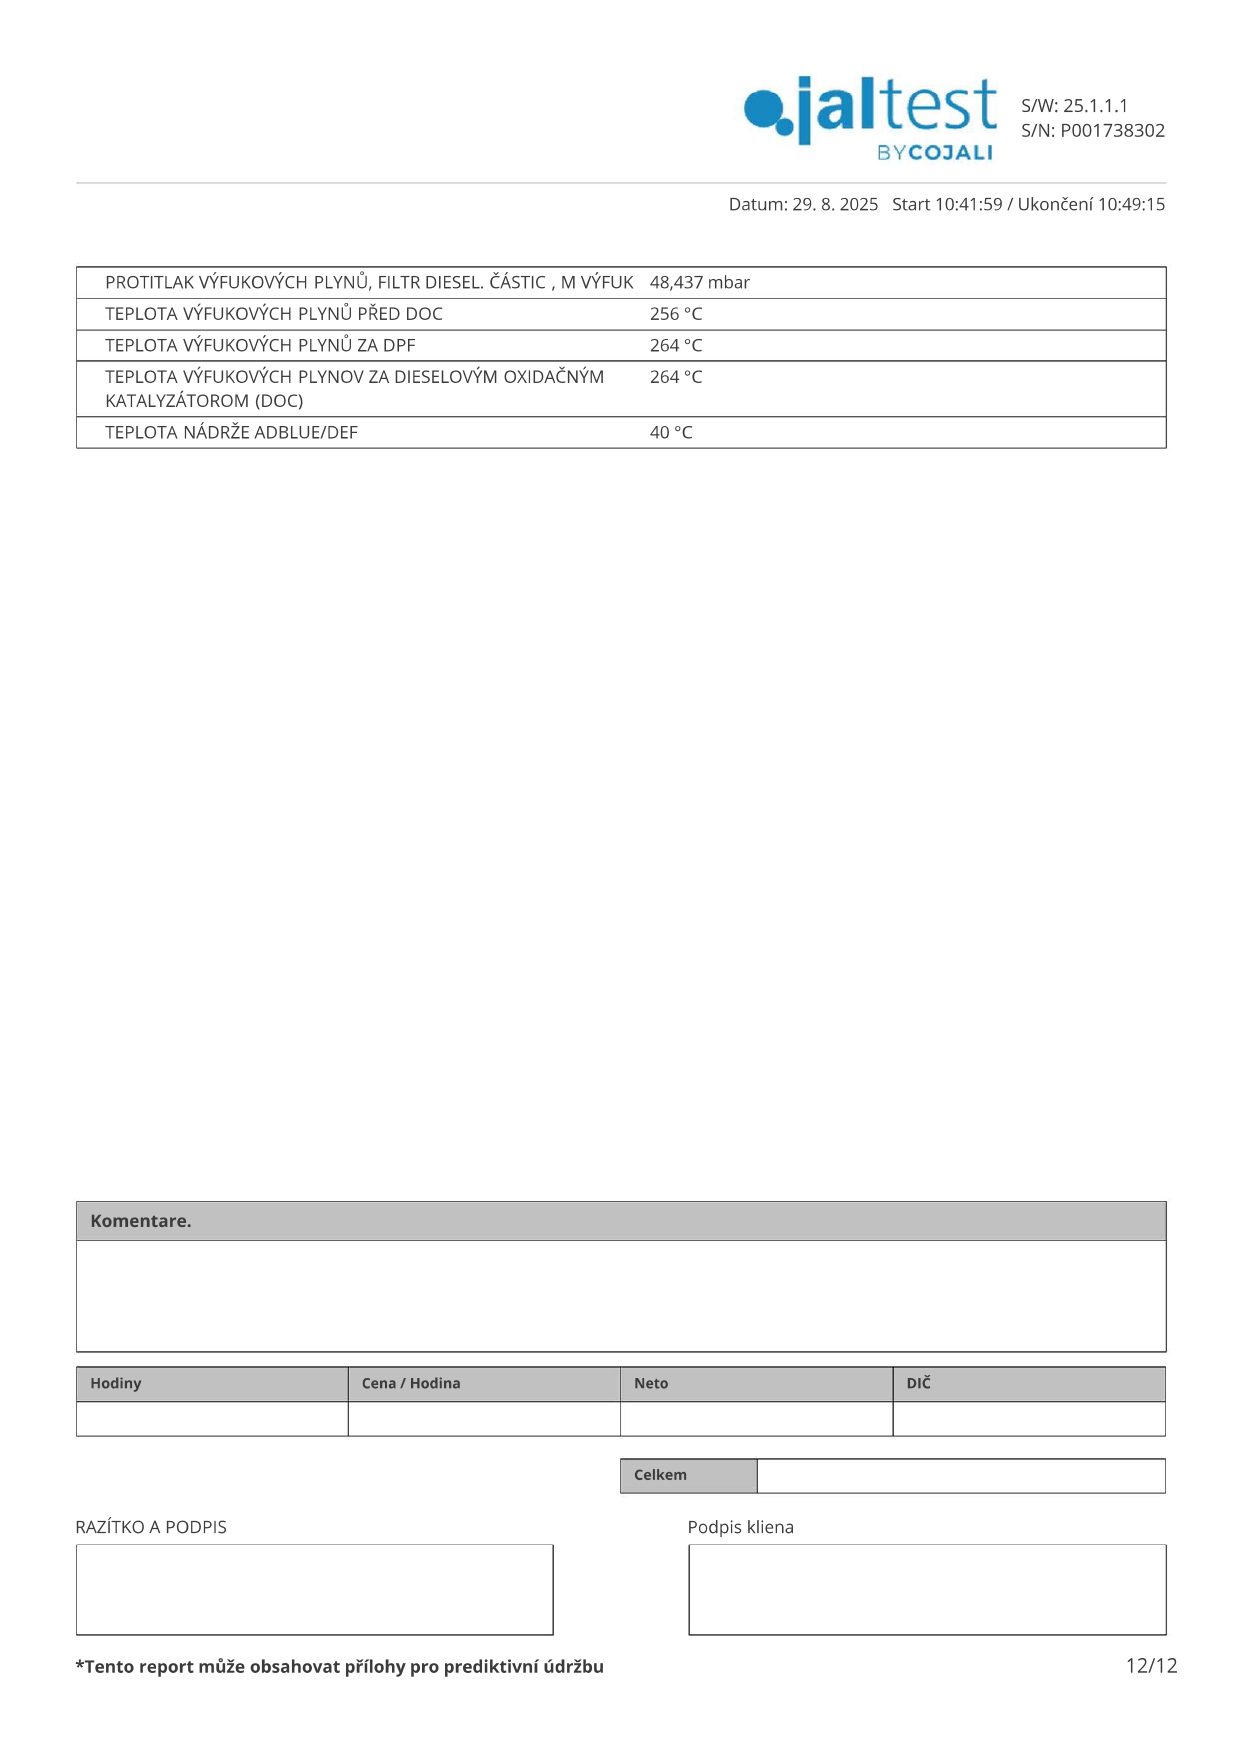 jaltest
BYCOJALI
S/W: 25.1.1.1
S/N: P001738302
Datum: 29. 8. 2025 Start 10:41:59 / Ukončení 10:49:15
PROTITLAK VÝFUKOVÝCH PLYNŮ, FILTR DIESEL. ČÁSTIC , M VÝFUK 48,437 mbar
TEPLOTA VÝFUKOVÝCH PLYNŮ PŘED DOC 256 °C
TEPLOTA VÝFUKOVÝCH PLYNŮ ZA DPF 264 °C
TEPLOTA VÝFUKOVÝCH PLYNOV ZA DIESELOVÝM OXIDAČNÝM 264 °C
KATALYZÁTOROM (DOC)
TEPLOTA NÁDRŽE ADBLUE/DEF 40 °C
Komentare.
Hodiny Cena / Hodina Neto DIČ
Celkem
RAZÍTKO A PODPIS Podpis kliena
*Tento report může obsahovat přílohy pro prediktivní údržbu 12/12